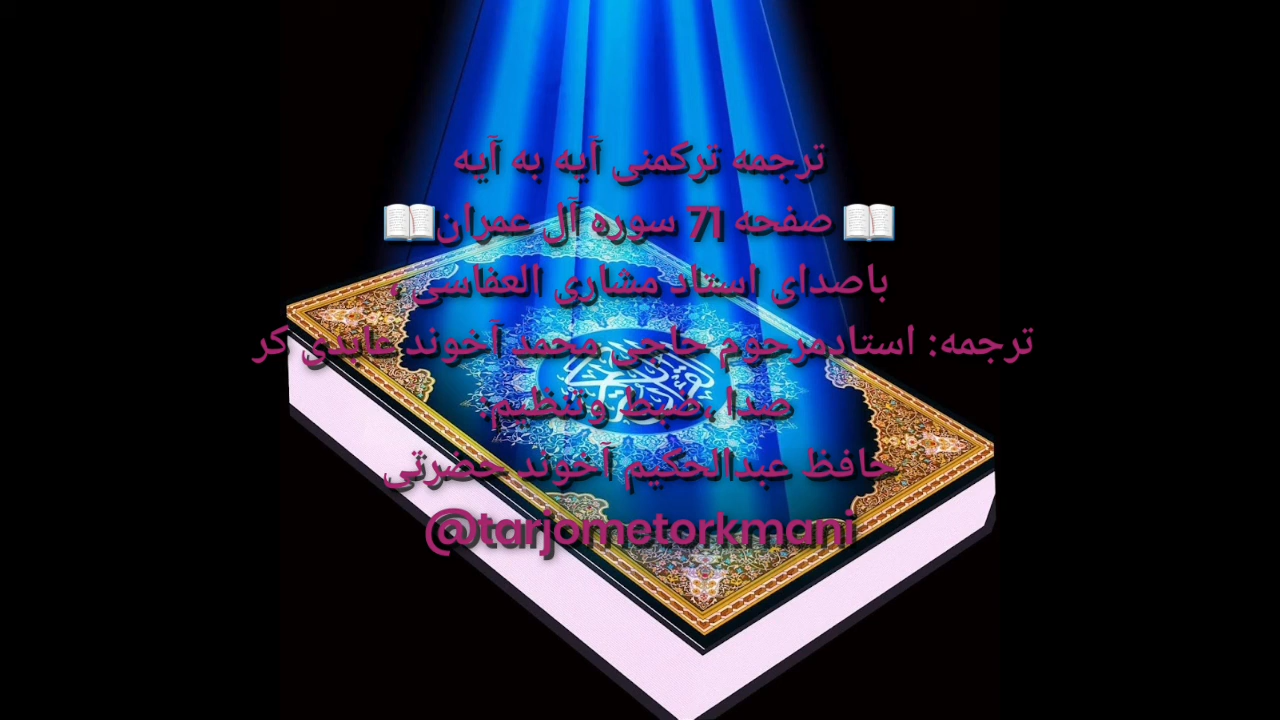 ترجمه ترکمنی آیه به آیه
📖 صفحه 71 سوره آل عمران📖
باصدای استاد مشاری العفاسی ،
ترجمه: استادمرحوم حاجی محمد آخوند عابدی کر
صدا ،ضبط وتنظیم:
حافظ عبدالحکیم آخوند حضرتی
@tarjometorkmani